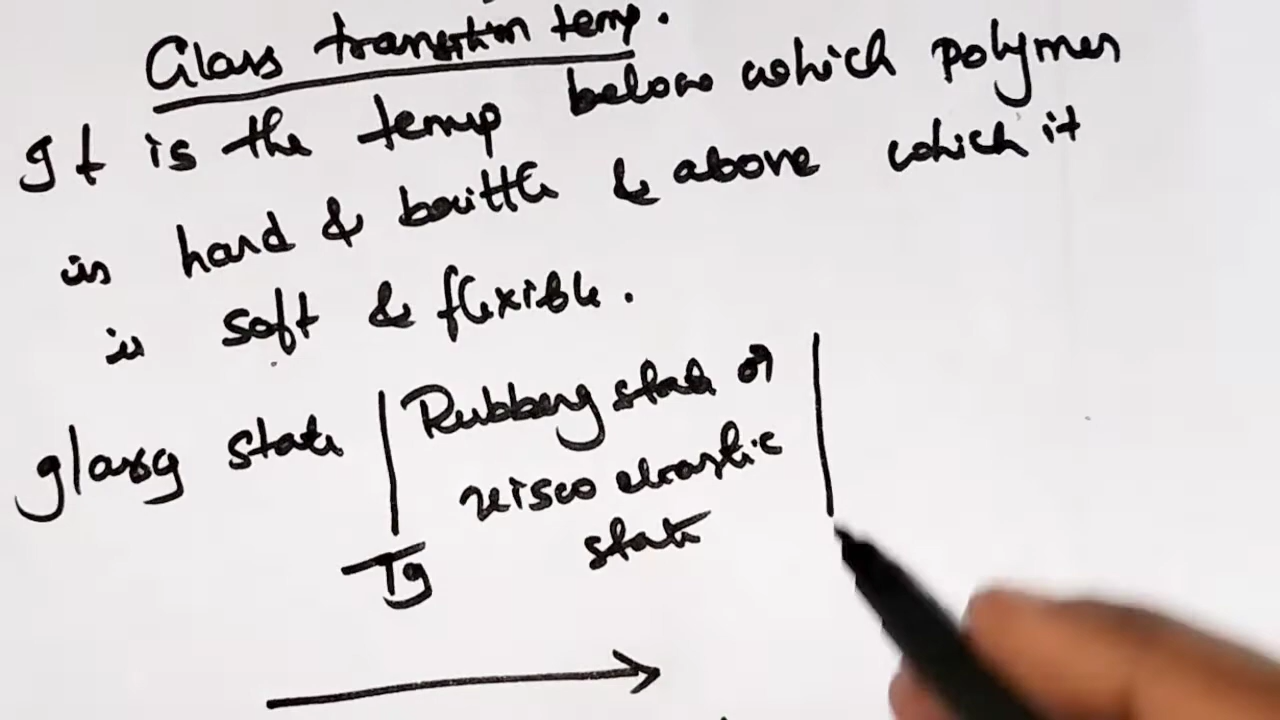 Glass transition temp.
It is the temp below which polymer
is hard & brittle & above which it
is soft & flexible.
glassy state | Rubbery state or
visco elastic
state
Tg